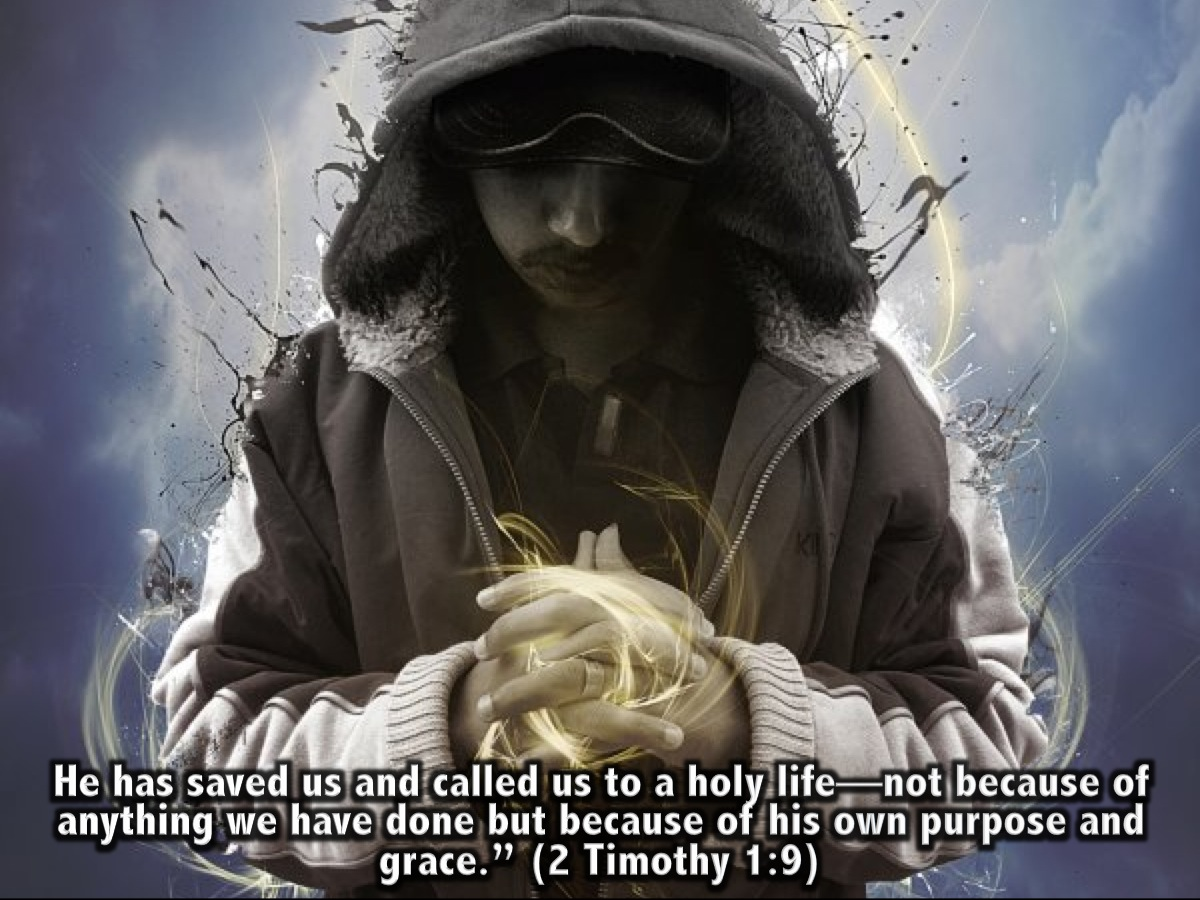 He has saved us and called us to a holy life—not because of
anything we have done but because of his own purpose and
grace.” (2 Timothy 1:9)